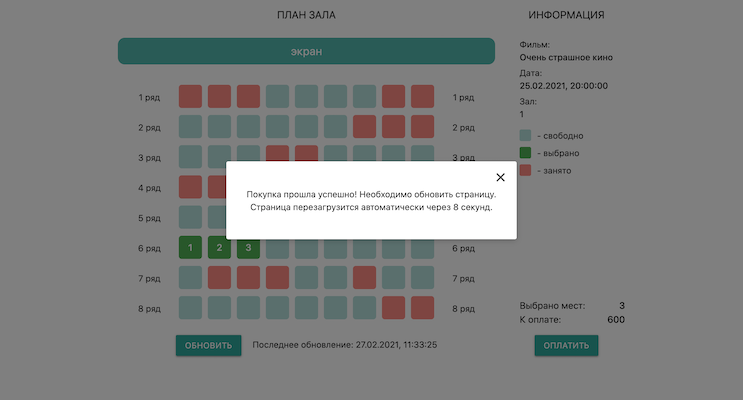 ПЛАН ЗАЛА
ИНФОРМАЦИЯ
экран
Фильм:
Очень страшное кино
Дата:
25.02.2021, 20:00:00
Зал:
1
- свободно
- выбрано
- занято
1 ряд 1 ряд
2 ряд 2 ряд
3 ряд 3 ряд
4 ряд
5 ряд
6 ряд 1 2 3 6 ряд
7 ряд 7 ряд
8 ряд 8 ряд
Покупка прошла успешно! Необходимо обновить страницу.
Страница перезагрузится автоматически через 8 секунд.
Выбрано мест: 3
К оплате: 600
ОБНОВИТЬ
Последнее обновление: 27.02.2021, 11:33:25
ОПЛАТИТЬ